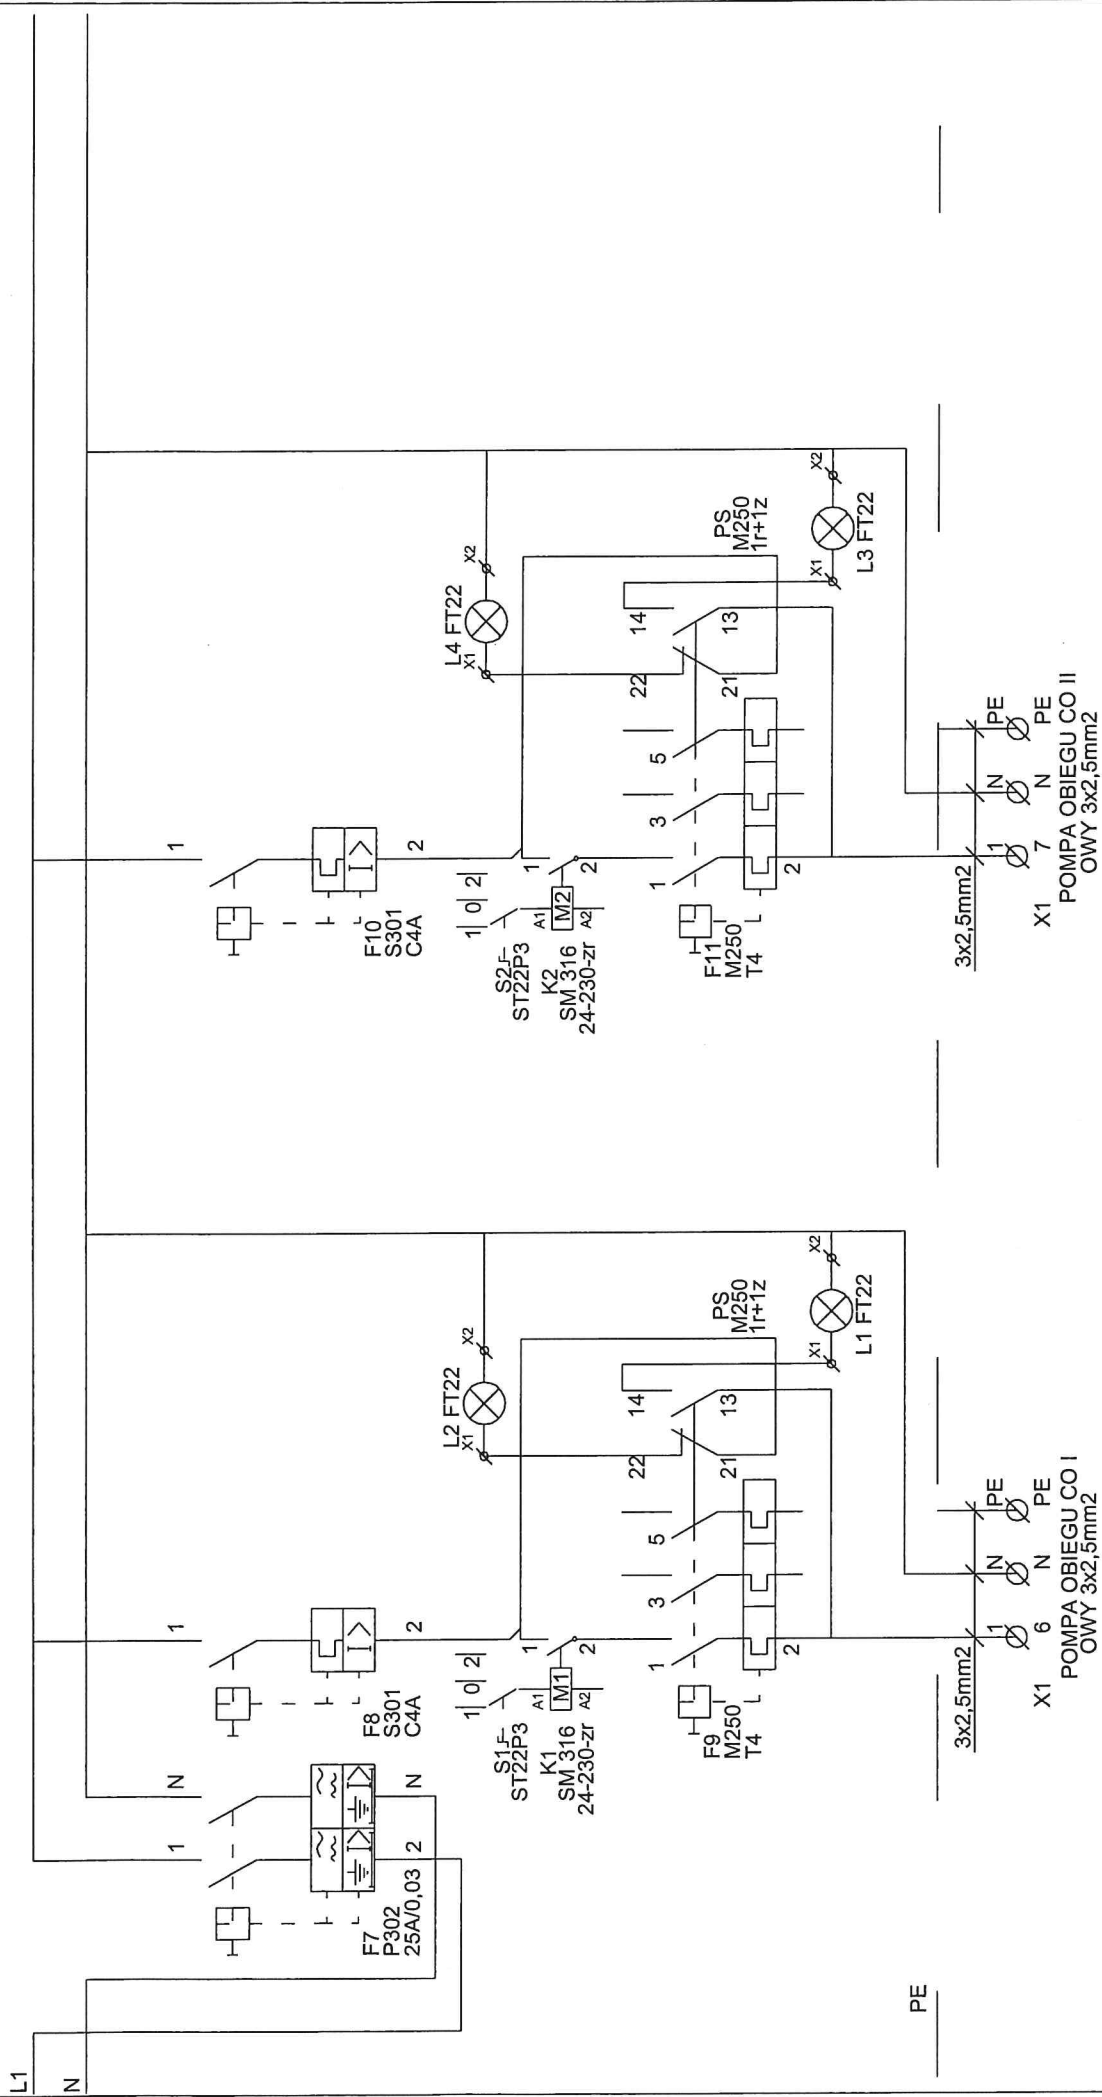 L1
N
1
N
F7
P302
25A/0,03
2
N
1
F8
S301
C4A
2
1| 0| 2|
S1
ST22P3
K1
SM 316
24-230-zr
A1
M1
A2
1
2
L2 FT22
X1
X2
F9
M250
T4
1
3
5
2
22
21
14
13
PS
M250
1r+1z
X1
X2
L1 FT22
PE
3x2,5mm2
1
N
PE
X1
6
N
PE
POMPA OBIEGU CO I
OWY 3x2,5mm2
1
F10
S301
C4A
2
1| 0| 2|
S2
ST22P3
K2
SM 316
24-230-zr
A1
M2
A2
1
2
L4 FT22
X1
X2
F11
M250
T4
1
3
5
2
22
21
14
13
PS
M250
1r+1z
X1
X2
L3 FT22
3x2,5mm2
1
N
PE
X1
7
N
PE
POMPA OBIEGU CO II
OWY 3x2,5mm2